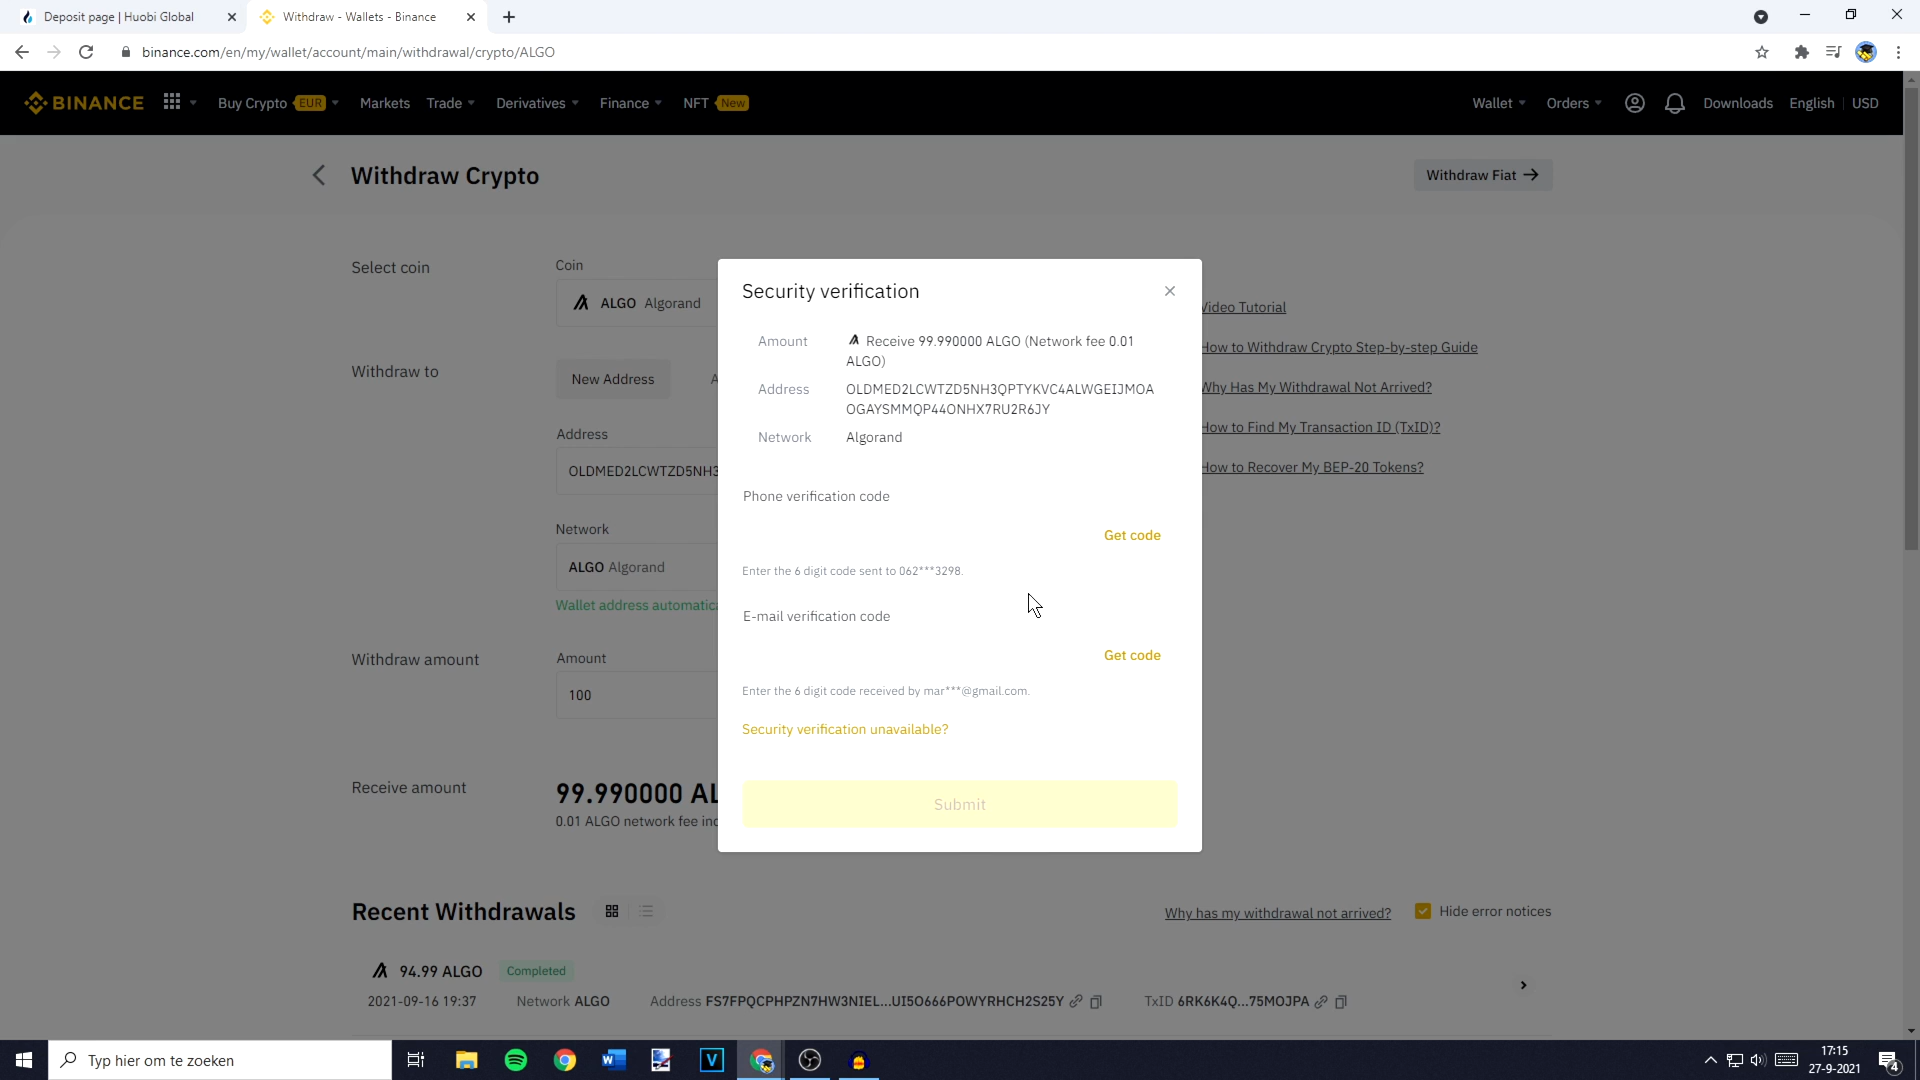 Deposit page | Huobi Global
Withdraw - Wallets - Binance
binance.com/en/my/wallet/account/main/withdrawal/crypto/ALGO
BINANCE
Buy Crypto EUR
Markets
Trade
Derivatives
Finance
NFT New
Wallet
Orders
Downloads
English
USD
Withdraw Crypto
Withdraw Fiat →
Select coin
Coin
ALGO Algorand
Withdraw to
New Address
A
Address
OLDMED2LCWTZD5NH3
Network
ALGO Algorand
Wallet address automatica
Withdraw amount
Amount
100
Receive amount
99.990000 AL
0.01 ALGO network fee inc
Security verification
Amount
Receive 99.990000 ALGO (Network fee 0.01
ALGO)
Address
OLDMED2LCWTZD5NH3QPTYKVC4ALWGEIJMOA
OGAYSMMQP44ONHX7RU2R6JY
Network
Algorand
Phone verification code
Get code
Enter the 6 digit code sent to 062***3298.
E-mail verification code
Get code
Enter the 6 digit code received by mar***@gmail.com.
Security verification unavailable?
Submit
Video Tutorial
How to Withdraw Crypto Step-by-step Guide
Why Has My Withdrawal Not Arrived?
How to Find My Transaction ID (TxID)?
How to Recover My BEP-20 Tokens?
Recent Withdrawals
Why has my withdrawal not arrived?
Hide error notices
94.99 ALGO
Completed
2021-09-16 19:37
Network ALGO
Address FS7FPQCPHPZN7HW3NIEL...UI5O666POWYRHCH2S25Y
TxID 6RK6K4Q...75MOJPA
Typ hier om te zoeken
17:15
27-9-2021
4